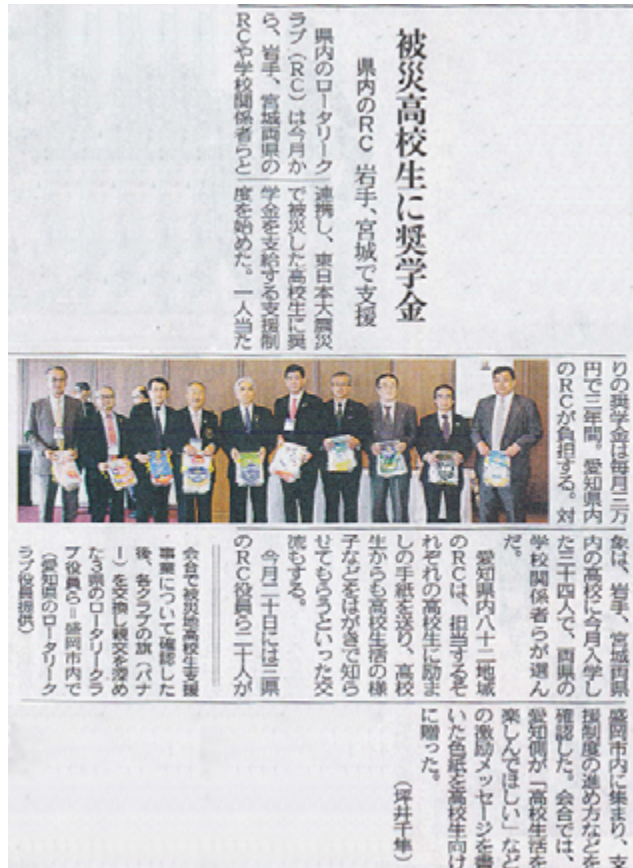 被災高校生に奨学金
県内のRC 岩手、宮城で支援
県内のロータリーク
ラブ（RC）は今月か
ら、岩手、宮城両県の
RCや学校関係者らと
連携し、東日本大震災
で被災した高校生に奨
学金を支給する支援制
度を始めた。一人当た
りの奨学金は毎月三万
円で三年間。愛知県内
のRCが負担する。対
象は、岩手、宮城両県
内の高校に今月入学し
た二十四人で、両県の
学校関係者らが選ん
だ。
愛知県内八十二地域
のRCは、担当するそ
れぞれの高校生に励ま
しの手紙を送り、高校
生からも高校生活の様
子などをはがきで知ら
せてもらうといった交
流もする。
今月二十日には三県
のRC役員ら二十人が
盛岡市内に集まり、支
援制度の進め方などを
確認した。会合では、
愛知側が「高校生活を
楽しんでほしい」など
の激励メッセージを書
いた色紙を高校生向け
に贈った。
（坪井千隼）
会合で被災地高校生支援
事業について確認した
後、各クラブの旗（バナ
ー）を交換し親交を深め
た3県のロータリークラ
ブ役員ら＝盛岡市内で
（愛知県のロータリーク
ラブ役員提供）